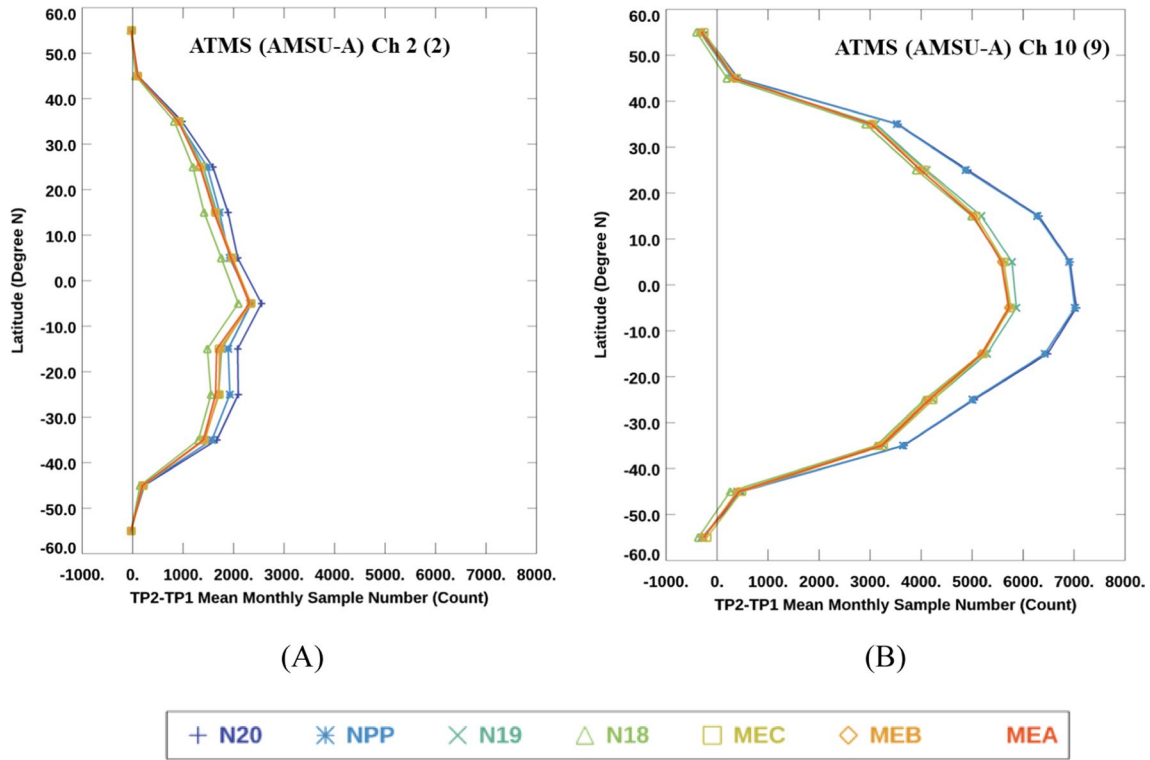 ATMS (AMSU-A) Ch 2 (2)
60.0
50.0
40.0
30.0
20.0
10.0
0.0
-10.0
-20.0
-30.0
-40.0
-50.0
-60.0
Latitude (Degree N)
-1000. 0. 1000. 2000. 3000. 4000. 5000. 6000. 7000. 8000.
TP2-TP1 Mean Monthly Sample Number (Count)
(A)
ATMS (AMSU-A) Ch 10 (9)
60.0
50.0
40.0
30.0
20.0
10.0
0.0
-10.0
-20.0
-30.0
-40.0
-50.0
-60.0
Latitude (Degree N)
-1000. 0. 1000. 2000. 3000. 4000. 5000. 6000. 7000. 8000.
TP2-TP1 Mean Monthly Sample Number (Count)
(B)
N20 NPP N19 N18 MEC MEB MEA